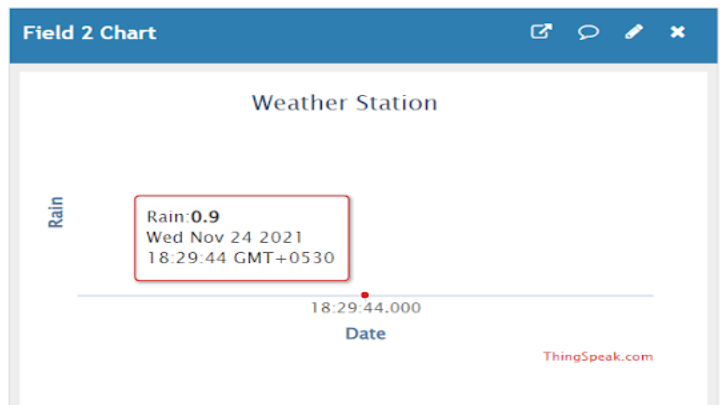 Field 2 Chart
Weather Station
Rain
Rain:0.9
Wed Nov 24 2021
18:29:44 GMT+0530
18:29:44.000
Date
ThingSpeak.com